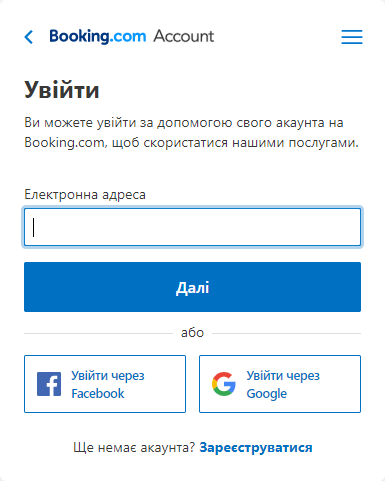 Booking.com Account
Увійти
Ви можете увійти за допомогою свого акаунта на
Booking.com, щоб скористатися нашими послугами.
Електронна адреса
Далі
або
Увійти через
Facebook
Увійти через
Google
Ще немає акаунта? Зареєструватися